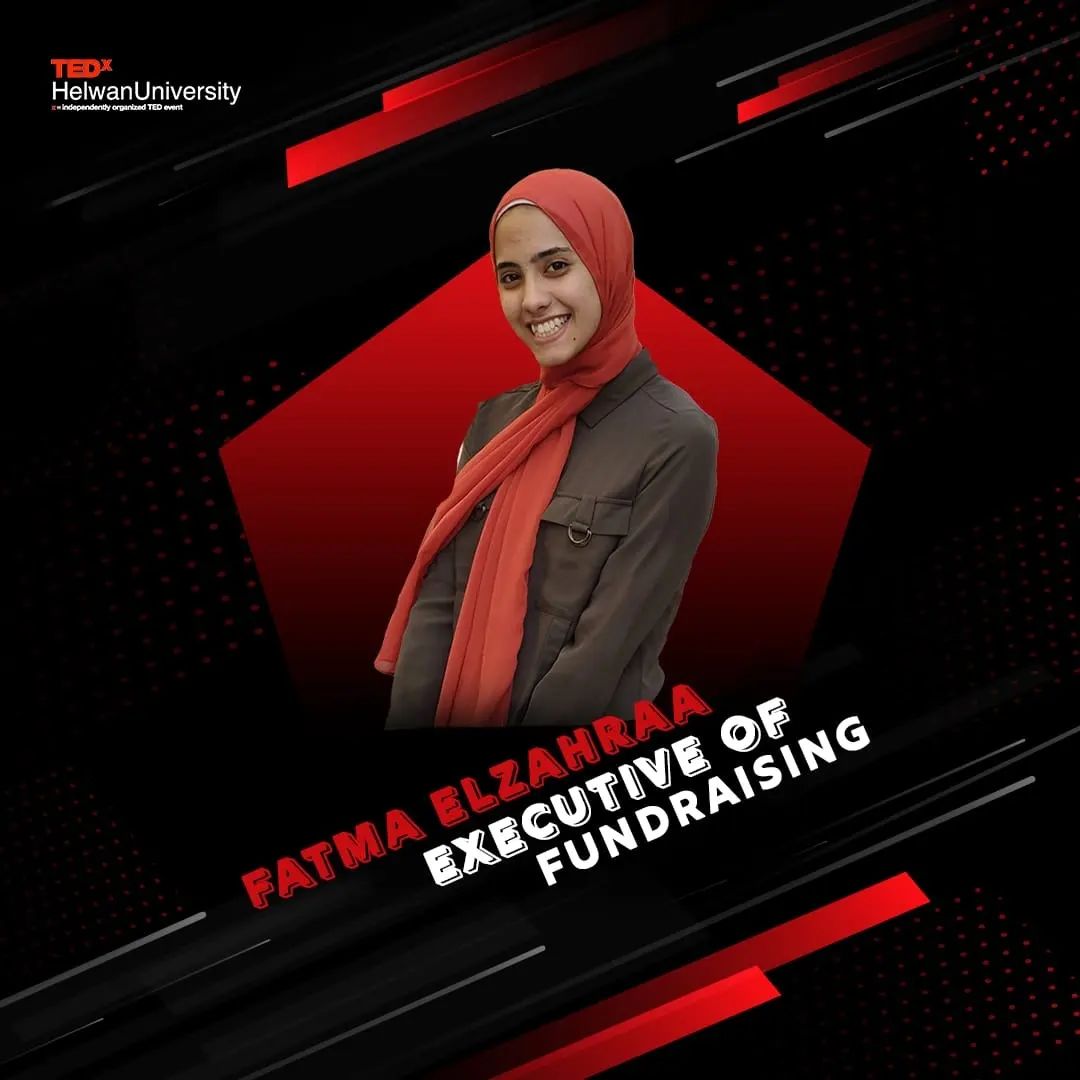 TEDx
HelwanUniversity
x = independently organized TED event
FATMA ELZAHRAA
EXECUTIVE OF
FUNDRAISING